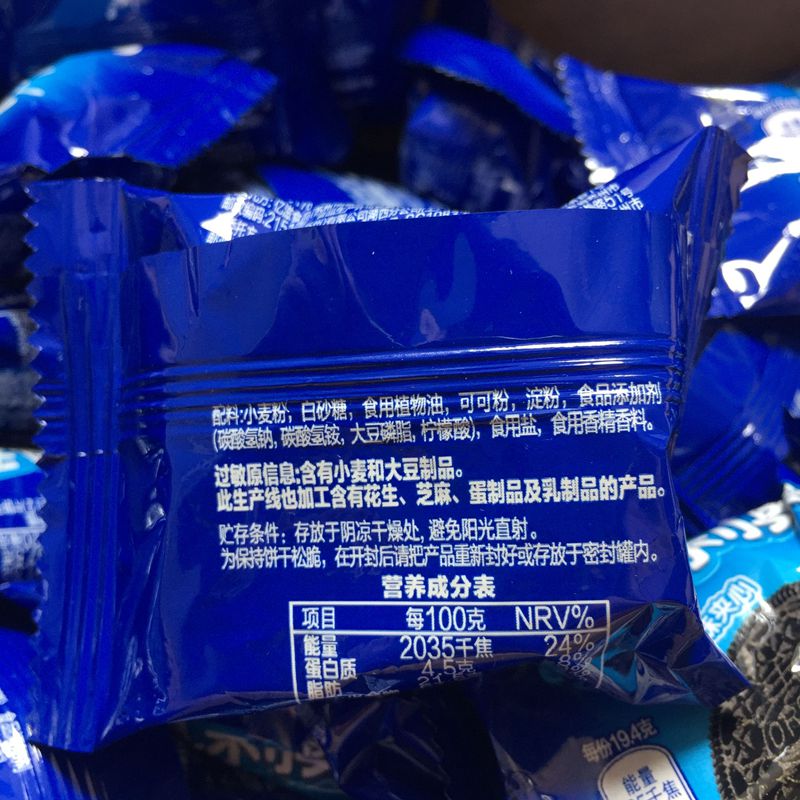 配料:小麦粉, 白砂糖, 食用植物油, 可可粉, 淀粉, 食品添加剂
(碳酸氢钠, 碳酸氢铵, 大豆磷脂, 柠檬酸), 食用盐, 食用香精香料。
过敏原信息:含有小麦和大豆制品。
此生产线也加工含有花生、芝麻、蛋制品及乳制品的产品。
贮存条件: 存放于阴凉干燥处, 避免阳光直射。
为保持饼干松脆, 在开封后请把产品重新封好或存放于密封罐内。
营养成分表
项目 每100克 NRV%
能量 2035千焦 24%
蛋白质 4.5克
脂肪
每份19.4克
能量
千焦
夹心